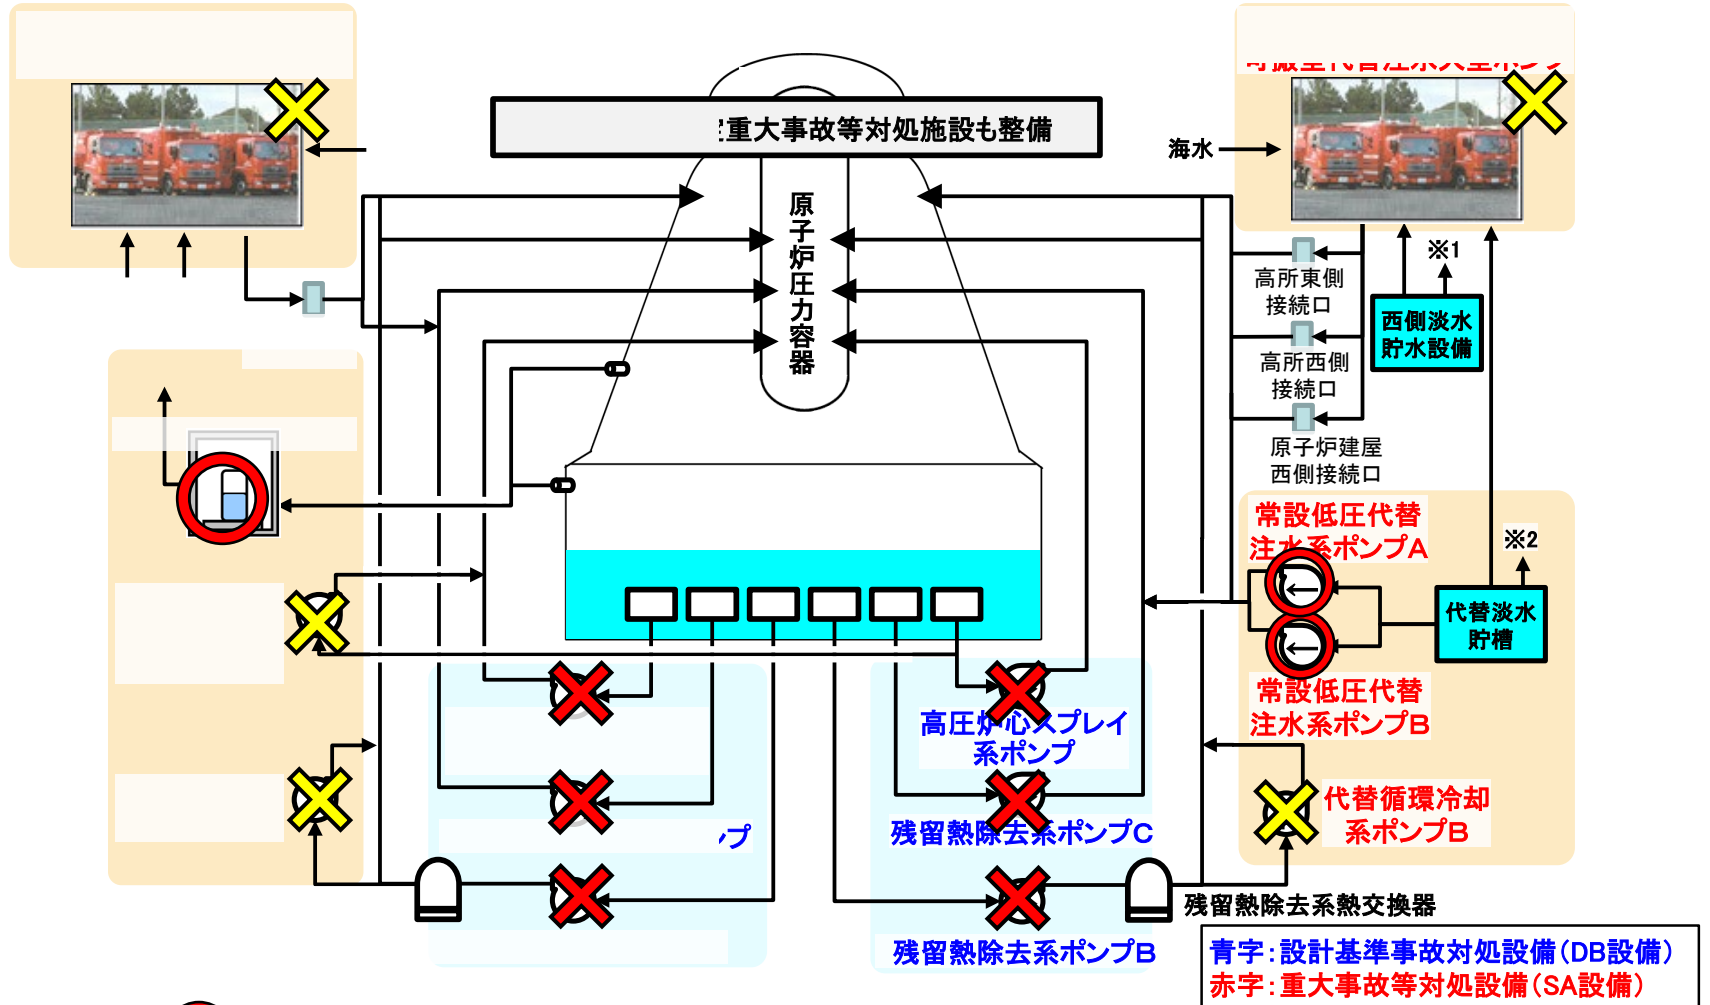 重大事故等対処施設も整備
海水
原子炉圧力容器
※1
高所東側
接続口
西側淡水
貯水設備
高所西側
接続口
原子炉建屋
西側接続口
常設低圧代替
注水系ポンプA
※2
代替淡水
貯槽
常設低圧代替
注水系ポンプB
高圧炉心スプレイ
系ポンプ
代替循環冷却
系ポンプB
残留熱除去系ポンプC
残留熱除去系熱交換器
残留熱除去系ポンプB
青字:設計基準事故対処設備(DB設備)
赤字:重大事故等対処設備(SA設備)